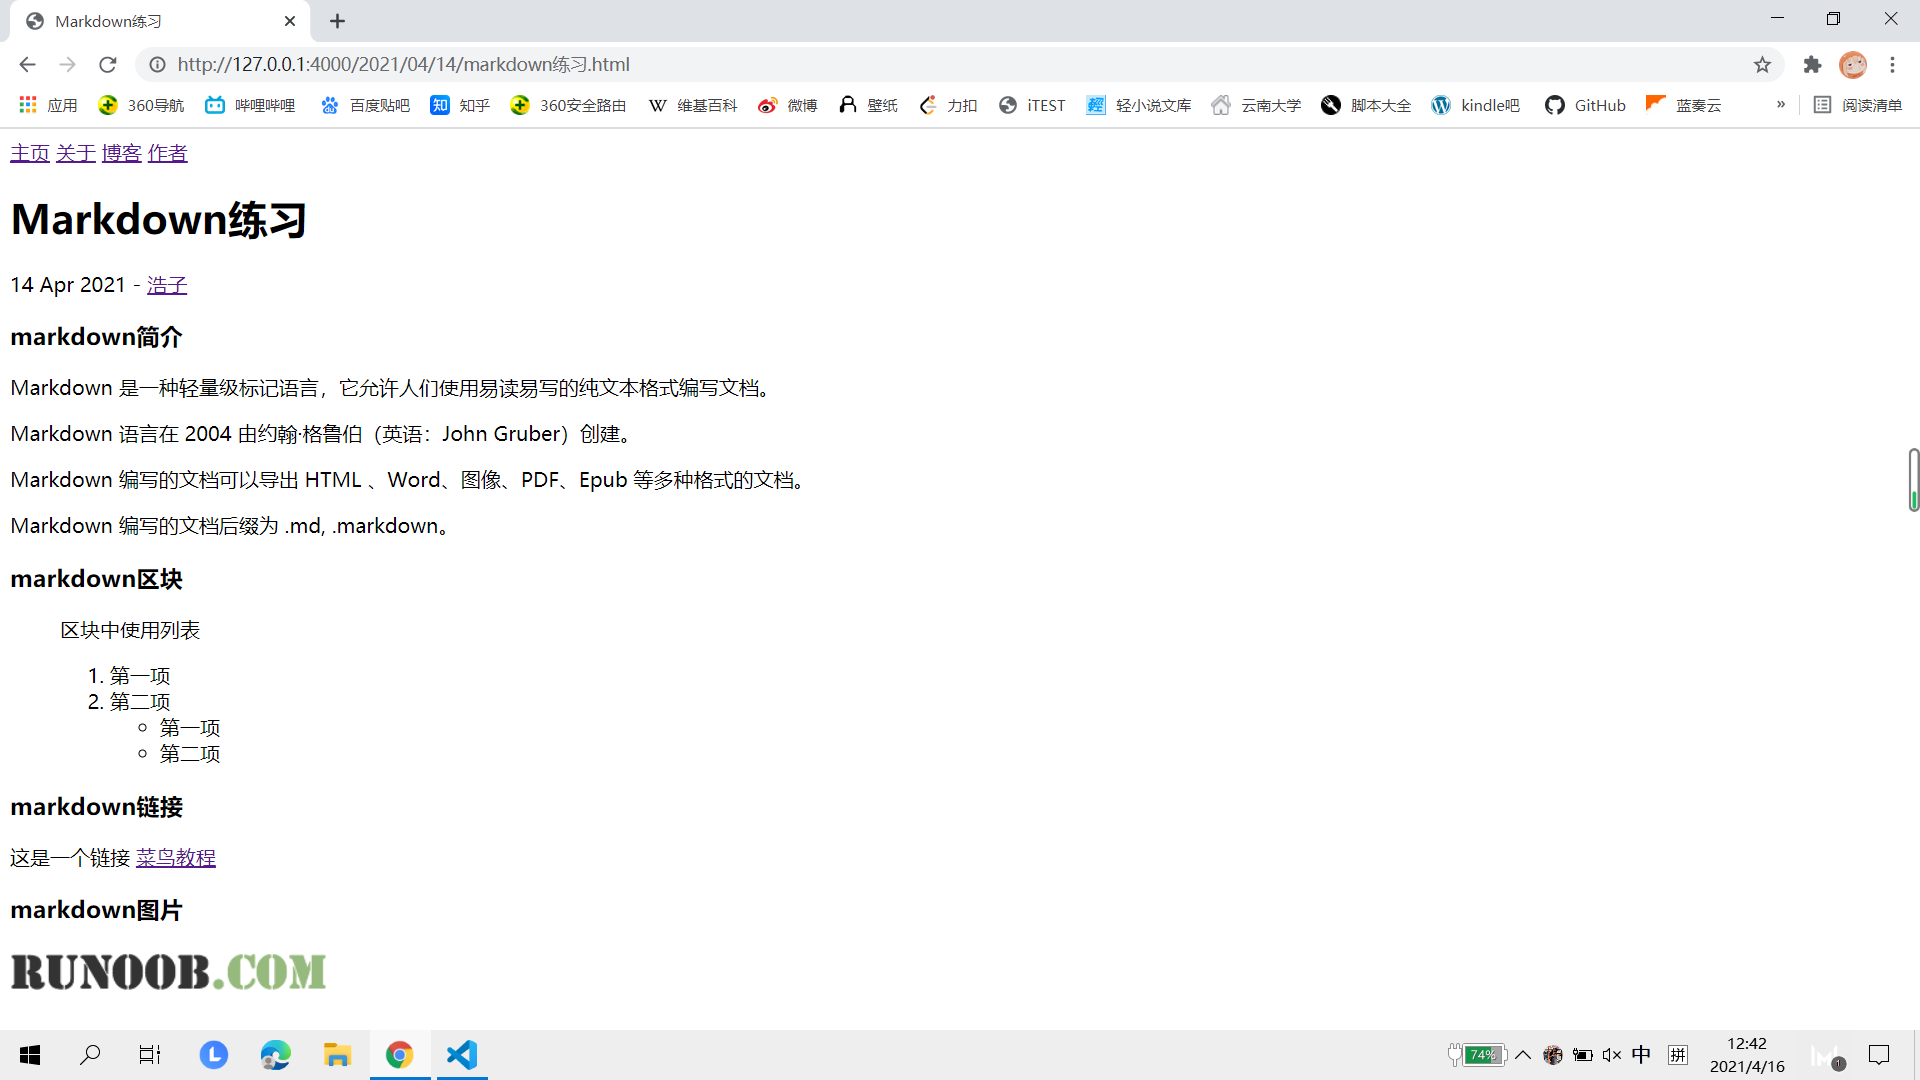 Markdown练习
http://127.0.0.1:4000/2021/04/14/markdown练习.html
应用 360导航 哔哩哔哩 百度贴吧 知乎 360安全路由 维基百科 微博 壁纸 力扣 iTEST 轻小说文库 云南大学 脚本大全 kindle吧 GitHub 蓝奏云 » 阅读清单
主页 关于 博客 作者
Markdown练习
14 Apr 2021 - 浩子
markdown简介
Markdown 是一种轻量级标记语言，它允许人们使用易读易写的纯文本格式编写文档。
Markdown 语言在 2004 由约翰·格鲁伯（英语：John Gruber）创建。
Markdown 编写的文档可以导出 HTML 、Word、图像、PDF、Epub 等多种格式的文档。
Markdown 编写的文档后缀为 .md, .markdown。
markdown区块
区块中使用列表
1. 第一项
2. 第二项
第一项
第二项
markdown链接
这是一个链接 菜鸟教程
markdown图片
RUNOOB.COM
74% 中 拼 12:42
2021/4/16
1